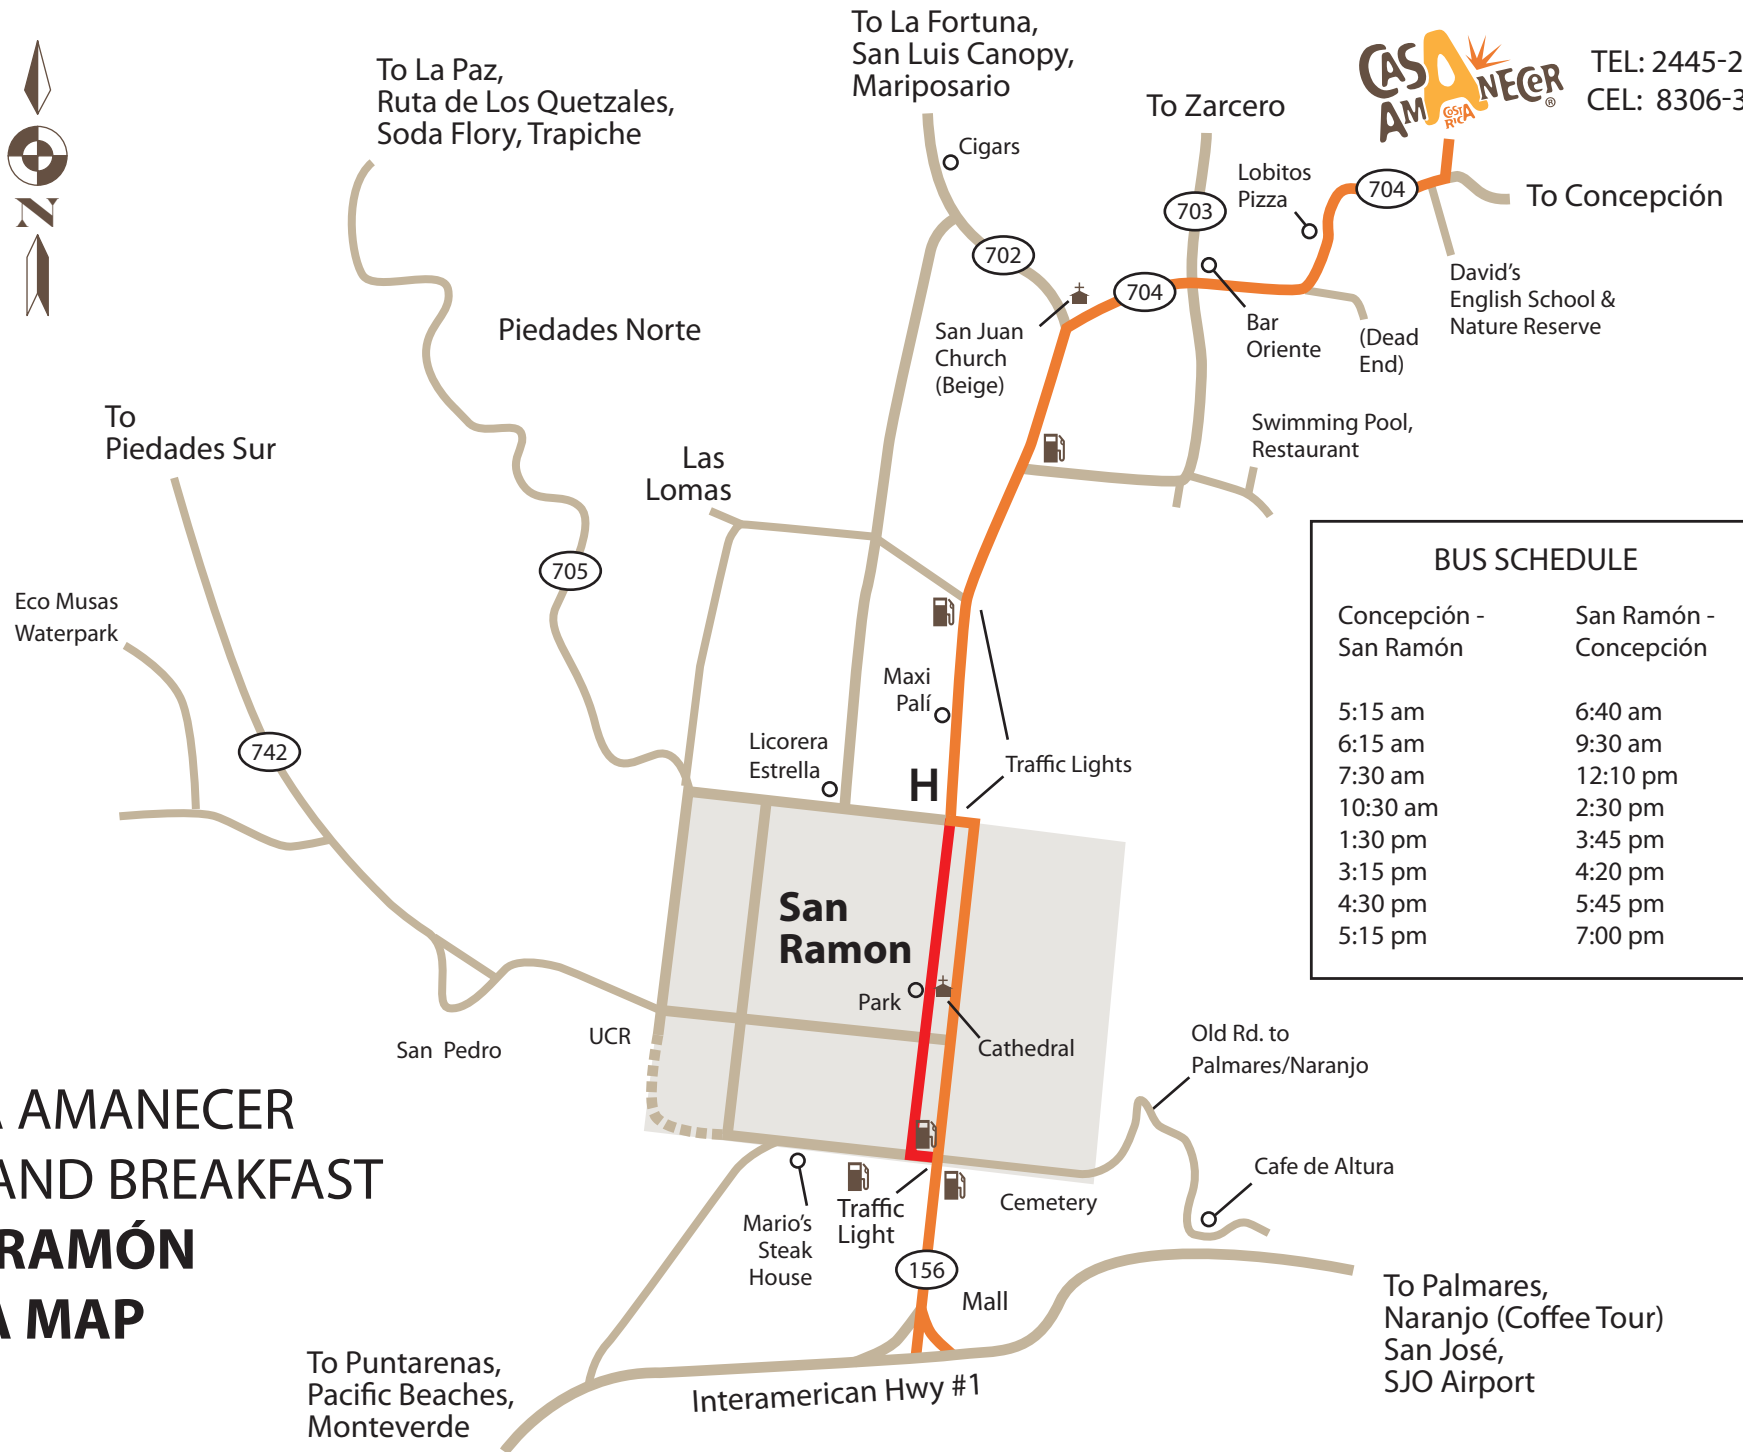 To La Fortuna,
San Luis Canopy,
Mariposario
To La Paz,
Ruta de Los Quetzales,
Soda Flory, Trapiche
CASA
AMANECER
COSTA
RICA
®
TEL: 2445-2
CEL: 8306-3
N
Cigars
To Zarcero
Lobitos
Pizza
704
To Concepción
703
702
704
David's
English School &
Nature Reserve
San Juan
Church
(Beige)
Bar
Oriente
(Dead
End)
Piedades Norte
To
Piedades Sur
Las
Lomas
Swimming Pool,
Restaurant
705
Eco Musas
Waterpark
742
Maxi
Palí
Licorera
Estrella
H
Traffic Lights
BUS SCHEDULE
Concepción -
San Ramón
San Ramón -
Concepción
5:15 am 6:40 am
6:15 am 9:30 am
7:30 am 12:10 pm
10:30 am 2:30 pm
1:30 pm 3:45 pm
3:15 pm 4:20 pm
4:30 pm 5:45 pm
5:15 pm 7:00 pm
San
Ramon
Park
Cathedral
UCR
San Pedro
Old Rd. to
Palmares/Naranjo
Cafe de Altura
Cemetery
Traffic
Light
Mario's
Steak
House
156
Mall
A AMANECER
AND BREAKFAST
RAMÓN
A MAP
To Puntarenas,
Pacific Beaches,
Monteverde
Interamerican Hwy #1
To Palmares,
Naranjo (Coffee Tour)
San José,
SJO Airport